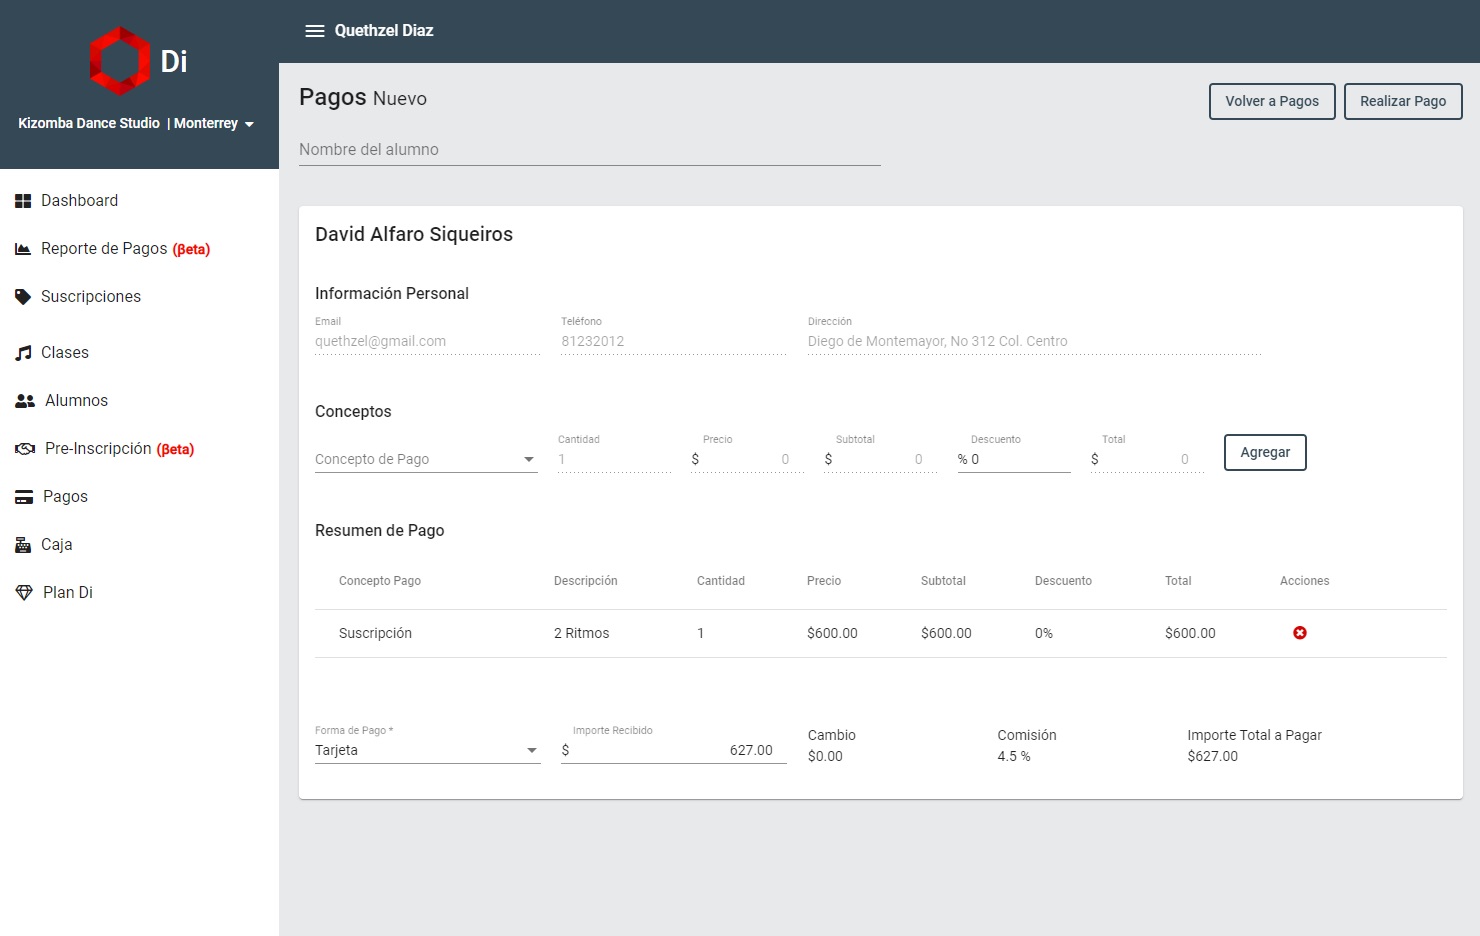 Di
Kizomba Dance Studio | Monterrey
Dashboard
Reporte de Pagos (βeta)
Suscripciones
Clases
Alumnos
Pre-Inscripción (βeta)
Pagos
Caja
Plan Di
Quethzel Diaz
Pagos Nuevo
Volver a Pagos
Realizar Pago
Nombre del alumno
David Alfaro Siqueiros
Información Personal
Email
Teléfono
Dirección
quethzel@gmail.com
81232012
Diego de Montemayor, No 312 Col. Centro
Conceptos
Cantidad
Precio
Subtotal
Descuento
Total
Concepto de Pago
1
$ 0
$ 0
% 0
$ 0
Agregar
Resumen de Pago
Concepto Pago Descripción Cantidad Precio Subtotal Descuento Total Acciones
Suscripción 2 Ritmos 1 $600.00 $600.00 0% $600.00
Forma de Pago *
Tarjeta
Importe Recibido
$ 627.00
Cambio
$0.00
Comisión
4.5 %
Importe Total a Pagar
$627.00